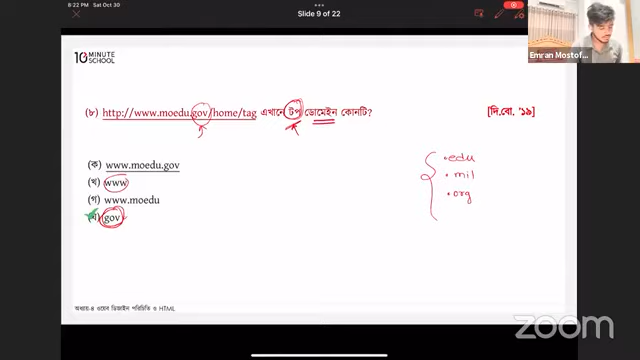 8:22 PM Sat Oct 30
Slide 9 of 22
10 MINUTE
SCHOOL
Emran Mostof...
(৮) http://www.moedu.gov/home/tag এখানে টপ ডোমেইন কোনটি? [দি.বো. '১৯]
(ক) www.moedu.gov
(খ) www
(গ) www.moedu
(ঘ) gov
• edu
• mil
• org
অধ্যায়-৪ ওয়েব ডিজাইন পরিচিতি ও HTML
zoom